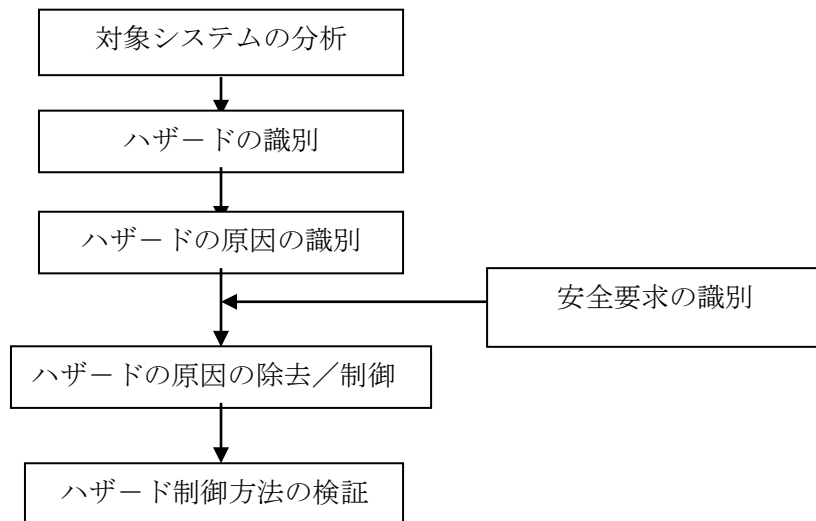 対象システムの分析
ハザードの識別
ハザードの原因の識別
安全要求の識別
ハザードの原因の除去／制御
ハザード制御方法の検証